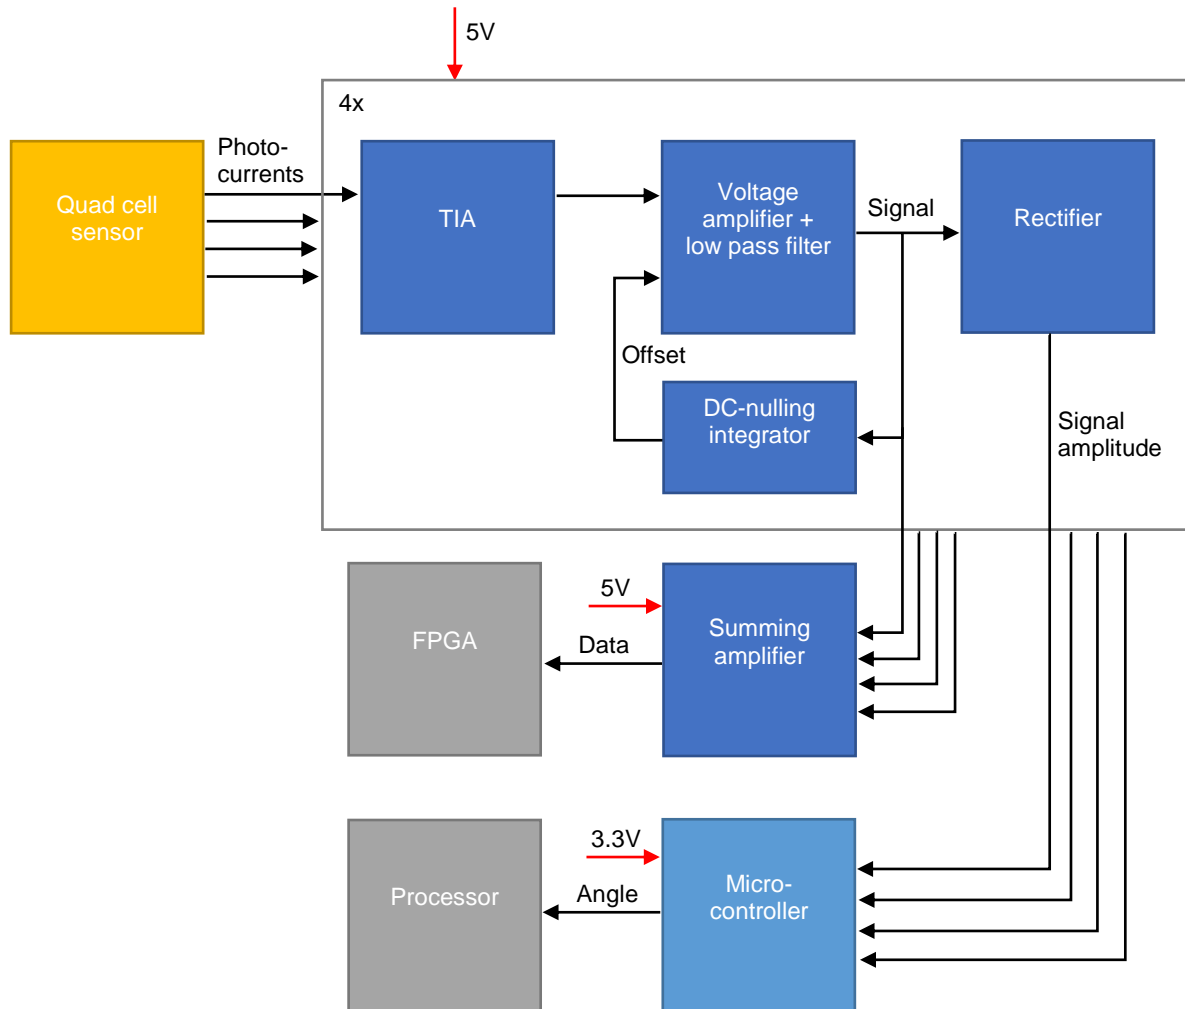 5V
4x
Photo-
currents
Quad cell
sensor
TIA
Voltage
amplifier +
low pass filter
Signal
Rectifier
Offset
DC-nulling
integrator
Signal
amplitude
5V
FPGA
Data
Summing
amplifier
3.3V
Processor
Angle
Micro-
controller